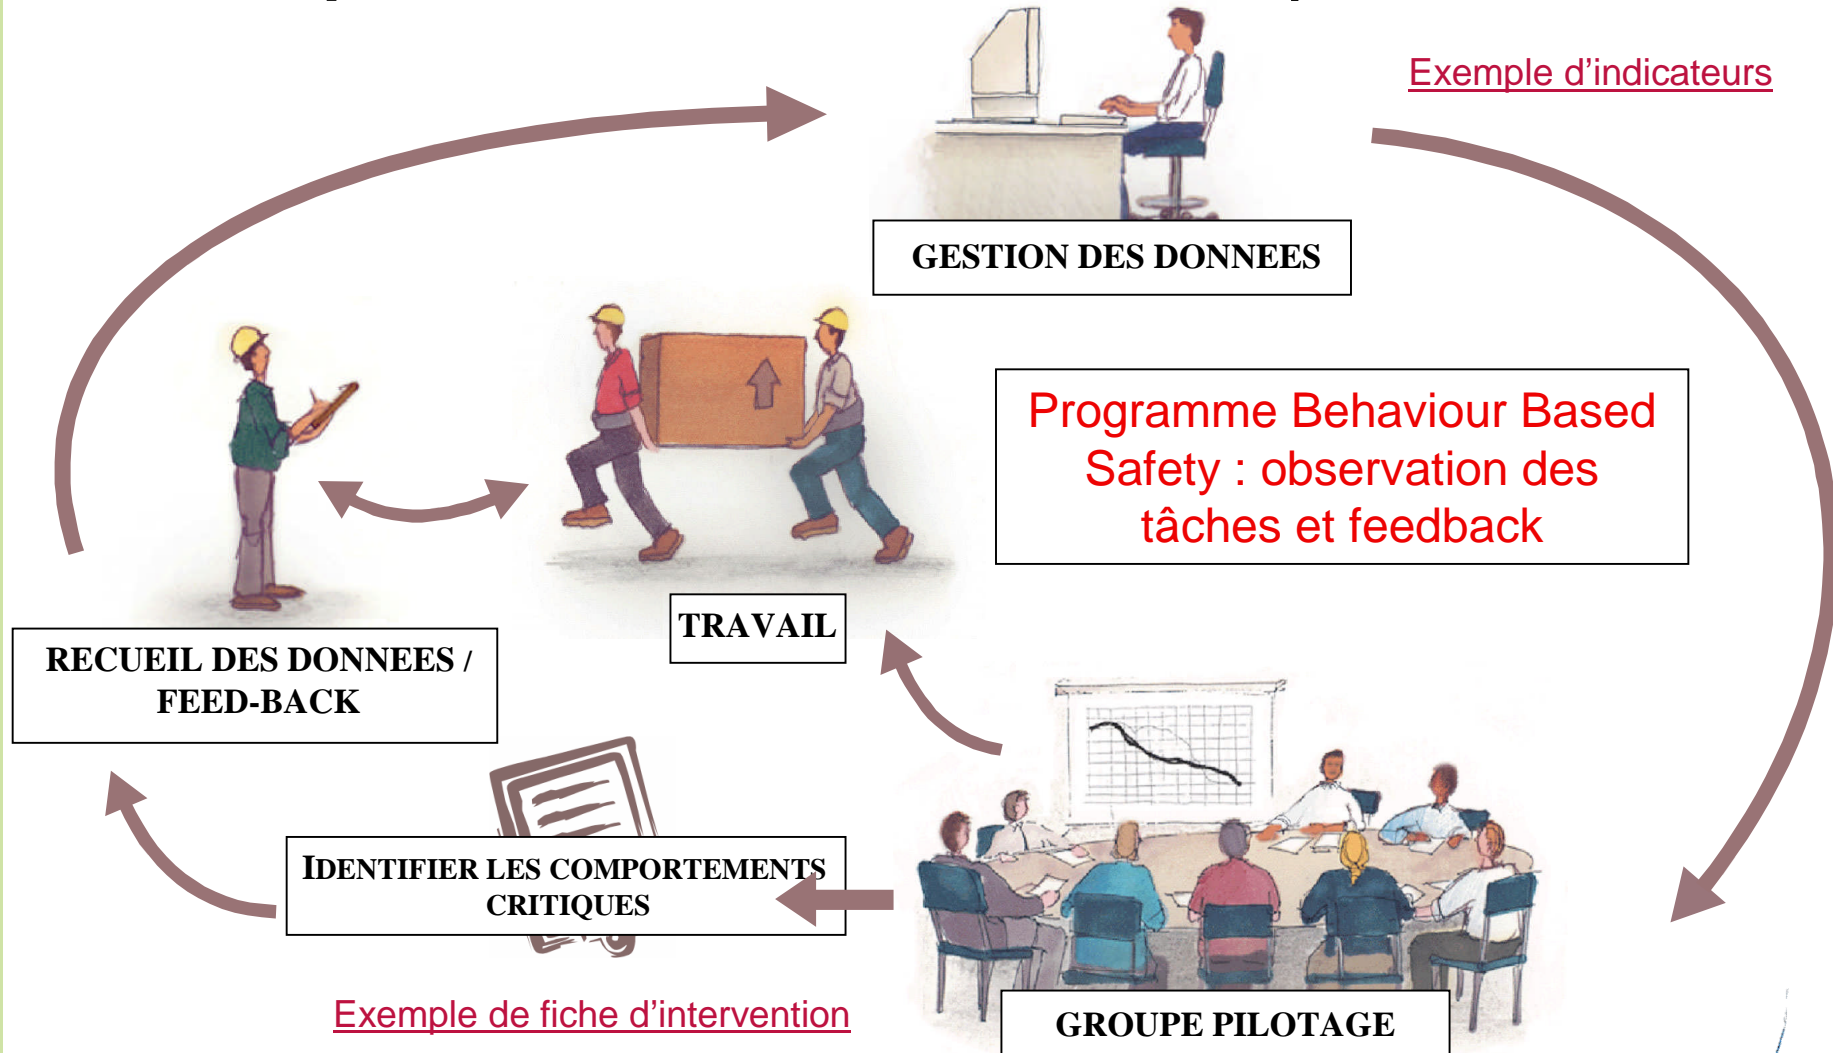 Exemple d'indicateurs
GESTION DES DONNEES
Programme Behaviour Based
Safety : observation des
tâches et feedback
TRAVAIL
RECUEIL DES DONNEES /
FEED-BACK
IDENTIFIER LES COMPORTEMENTS
CRITIQUES
Exemple de fiche d'intervention
GROUPE PILOTAGE